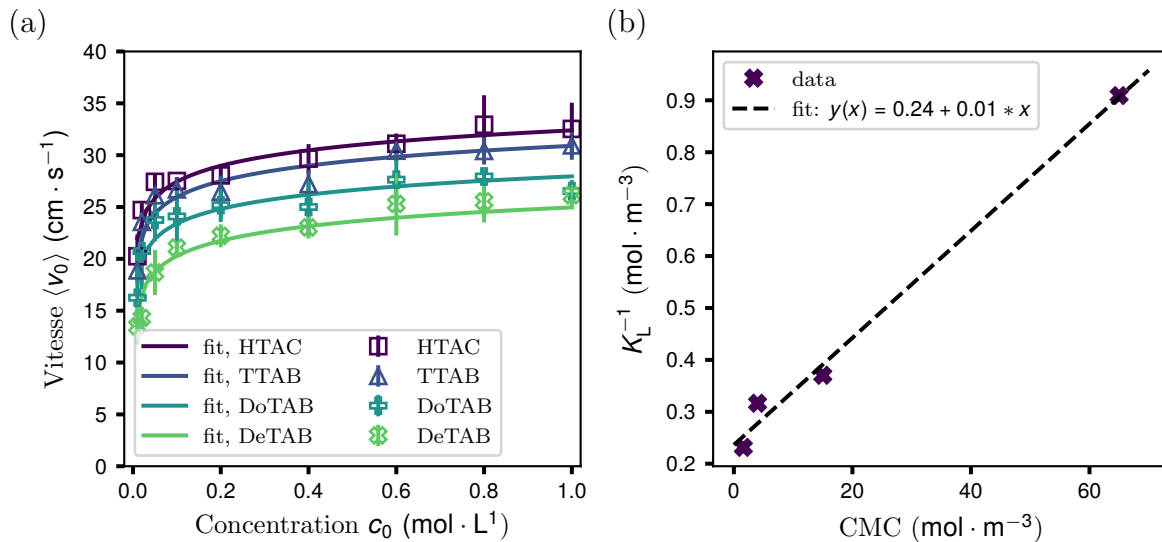 (a)
40
35
30
25
20
15
10
5
0
Vitesse ⟨v₀⟩ (cm · s⁻¹)
fit, HTAC
fit, TTAB
fit, DoTAB
fit, DeTAB
HTAC
TTAB
DoTAB
DeTAB
0.0 0.2 0.4 0.6 0.8 1.0
Concentration c₀ (mol · L¹)
(b)
data
fit: y(x) = 0.24 + 0.01 * x
0.9
0.8
0.7
0.6
0.5
0.4
0.3
0.2
K_L⁻¹ (mol · m⁻³)
0 20 40 60
CMC (mol · m⁻³)